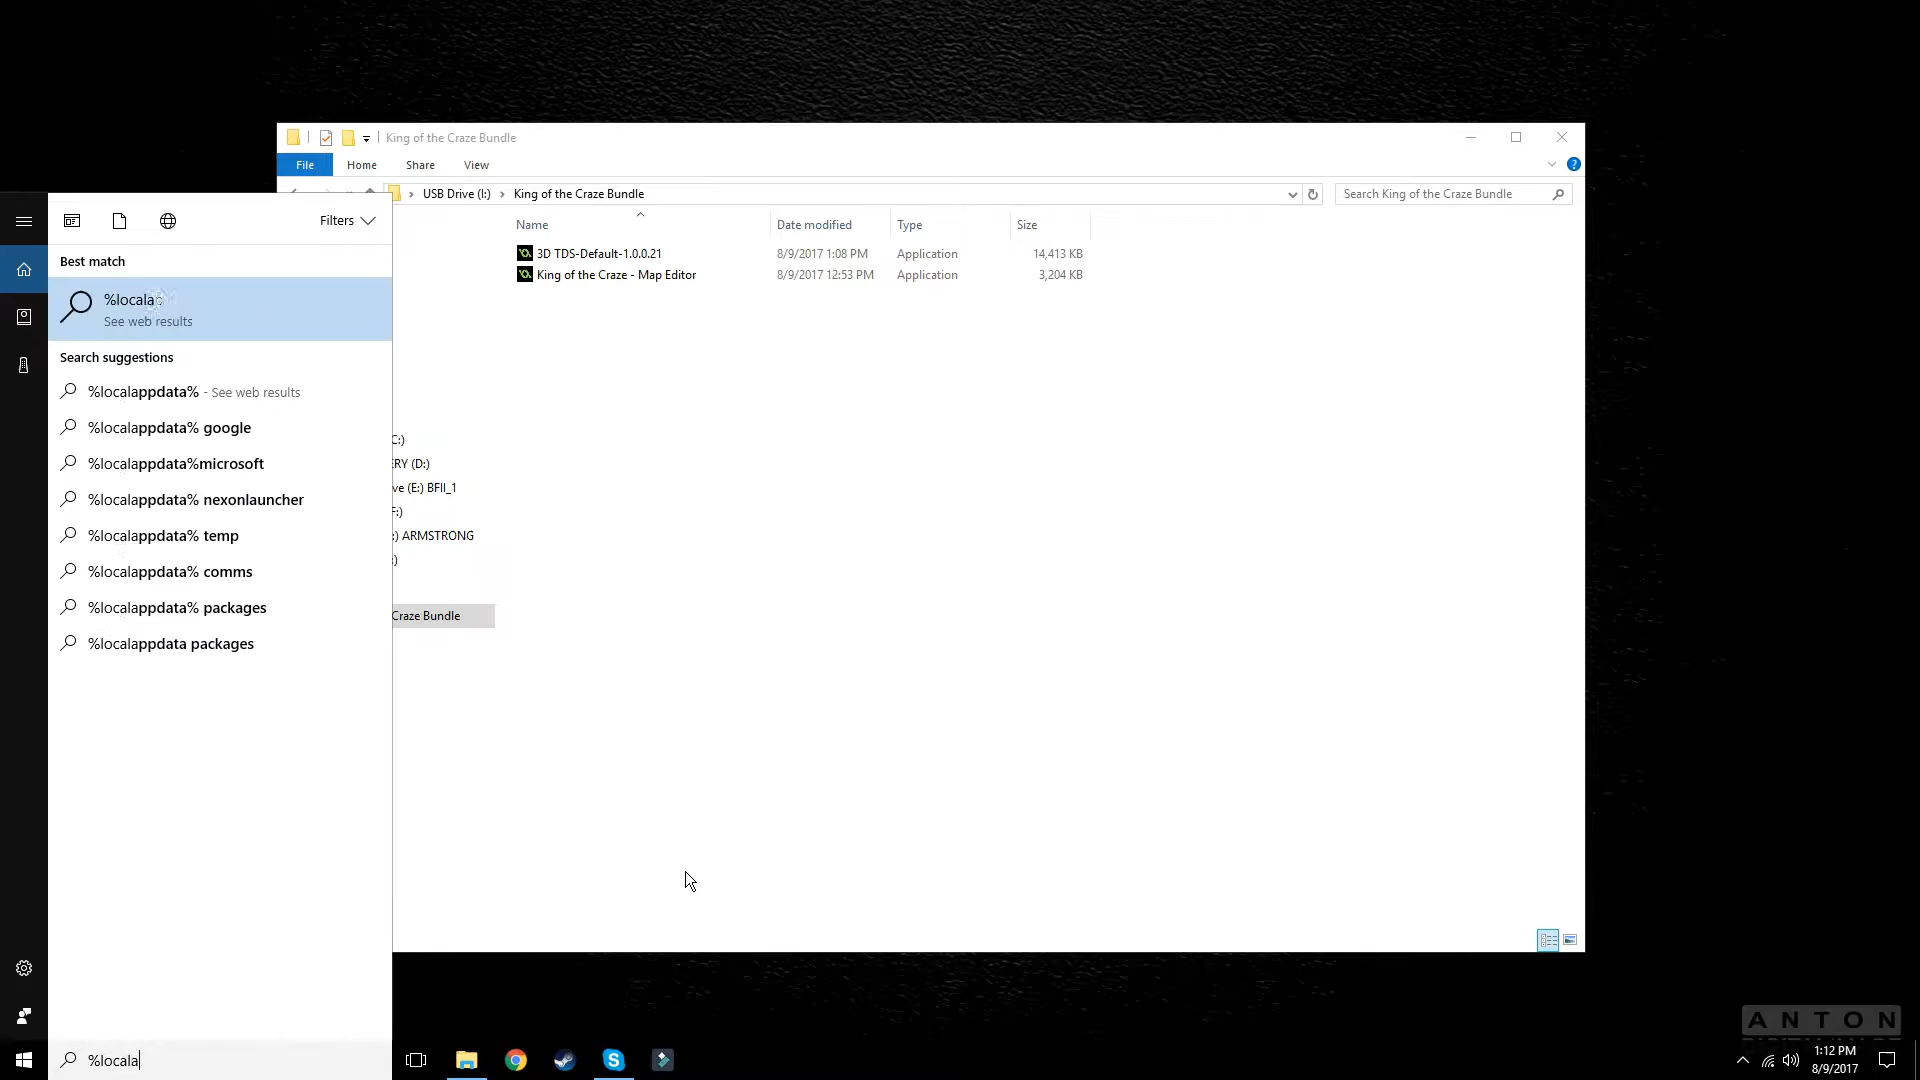 King of the Craze Bundle
File Home Share View
USB Drive (I:) King of the Craze Bundle
Search King of the Craze Bundle
Filters
Name Date modified Type Size
3D TDS-Default-1.0.0.21 8/9/2017 1:08 PM Application 14,413 KB
King of the Craze - Map Editor 8/9/2017 12:53 PM Application 3,204 KB
Best match
%locala
See web results
Search suggestions
%localappdata% - See web results
%localappdata% google
%localappdata%microsoft
%localappdata% nexonlauncher
%localappdata% temp
%localappdata% comms
%localappdata% packages
%localappdata packages
C:)
ERY (D:)
ve (E:) BFII_1
F:)
:) ARMSTRONG
:)
Craze Bundle
%locala
ANTON
1:12 PM
8/9/2017